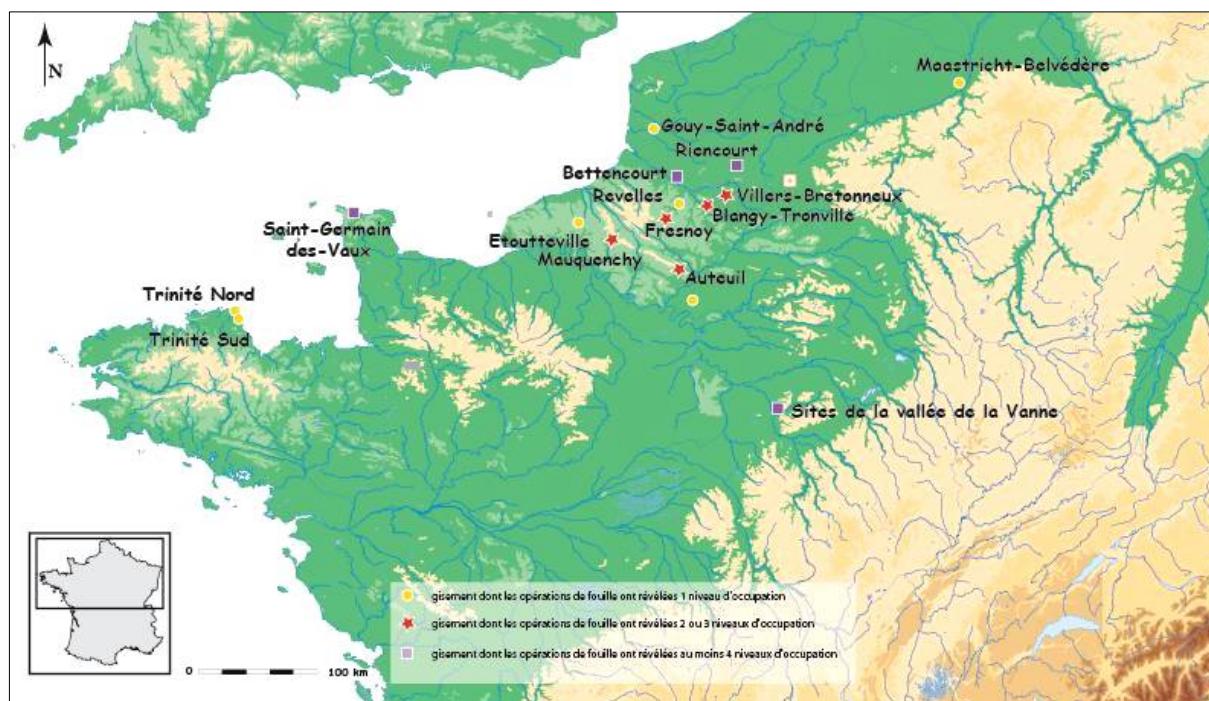 N
Maastricht-Belvédère
Gouy-Saint-André
Riencourt
Bettencourt
Revelles
Villers-Bretonneux
Blangy-Tronville
Fresnoy
Saint-Germain
des-Vaux
Etoutteville
Mauquenchy
Auteuil
Trinité Nord
Trinité Sud
Sites de la vallée de la Vanne
gisement dont les opérations de fouille ont révélées 1 niveau d'occupation
gisement dont les opérations de fouille ont révélées 2 ou 3 niveaux d'occupation
gisement dont les opérations de fouille ont révélées au moins 4 niveaux d'occupation
0 100 km